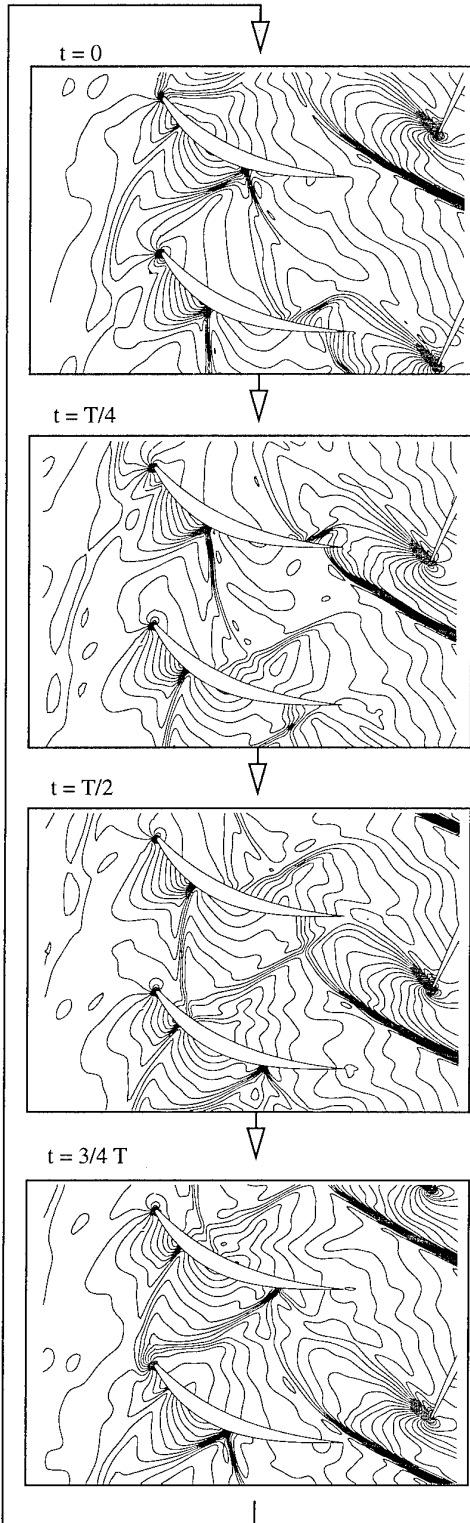 t = 0
t = T/4
t = T/2
t = 3/4 T